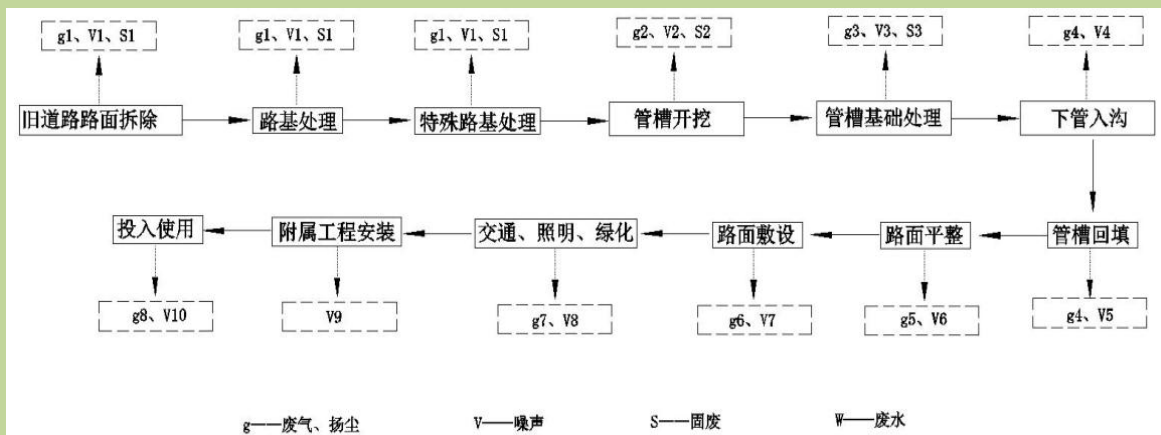 g1、V1、S1
g1、V1、S1
g1、V1、S1
g2、V2、S2
g3、V3、S3
g4、V4
旧道路路面拆除
路基处理
特殊路基处理
管槽开挖
管槽基础处理
下管入沟
投入使用
附属工程安装
交通、照明、绿化
路面敷设
路面平整
管槽回填
g8、V10
V9
g7、V8
g6、V7
g5、V6
g4、V5
g——废气、扬尘
V——噪声
S——固废
W——废水